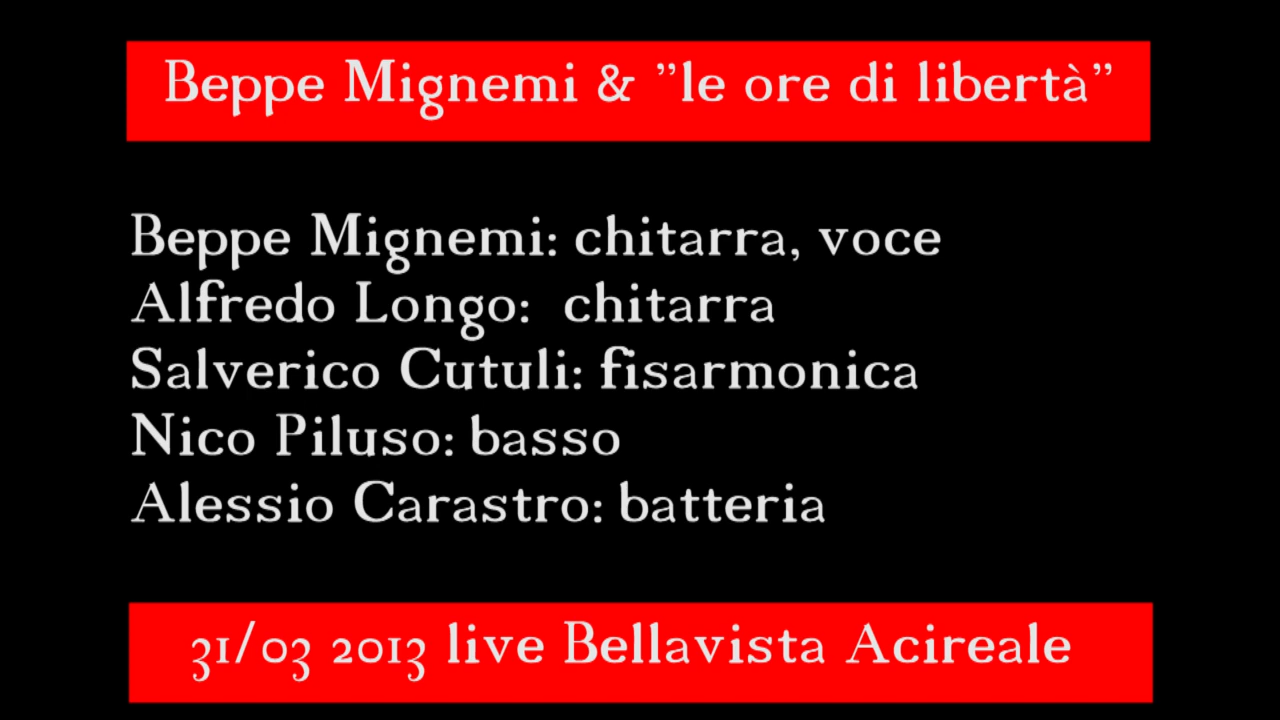 Beppe Mignemi & ”le ore di libertà”
Beppe Mignemi: chitarra, voce
Alfredo Longo:  chitarra
Salverico Cutuli: fisarmonica
Nico Piluso: basso
Alessio Carastro: batteria
31/03 2013 live Bellavista Acireale